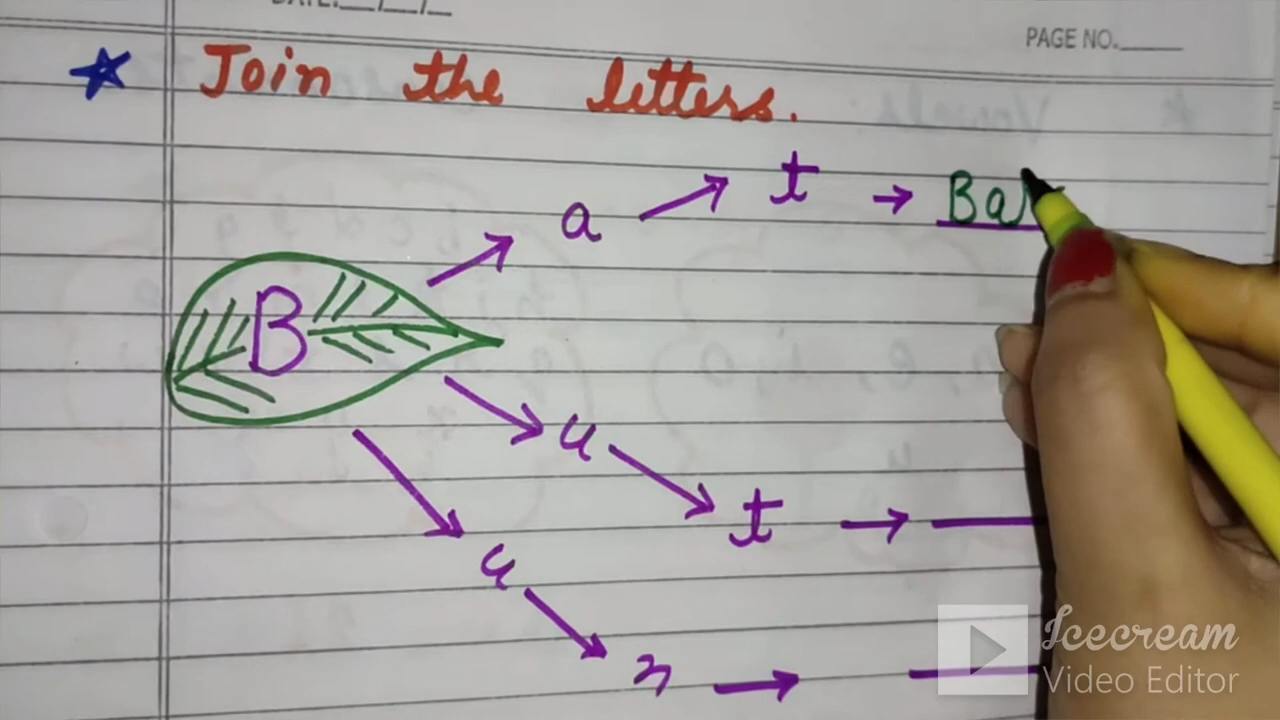 PAGE NO.
Join the letters.
a t Ba
B
u t
u n
Icecream
Video Editor